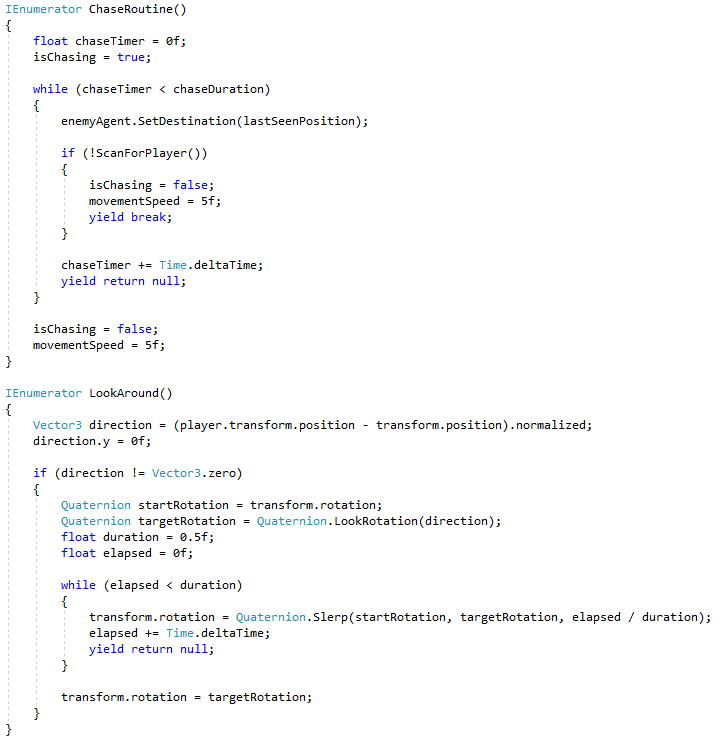 IEnumerator ChaseRoutine()
{
    float chaseTimer = 0f;
    isChasing = true;

    while (chaseTimer < chaseDuration)
    {
        enemyAgent.SetDestination(lastSeenPosition);

        if (!ScanForPlayer())
        {
            isChasing = false;
            movementSpeed = 5f;
            yield break;
        }

        chaseTimer += Time.deltaTime;
        yield return null;
    }

    isChasing = false;
    movementSpeed = 5f;
}

IEnumerator LookAround()
{
    Vector3 direction = (player.transform.position - transform.position).normalized;
    direction.y = 0f;

    if (direction != Vector3.zero)
    {
        Quaternion startRotation = transform.rotation;
        Quaternion targetRotation = Quaternion.LookRotation(direction);
        float duration = 0.5f;
        float elapsed = 0f;

        while (elapsed < duration)
        {
            transform.rotation = Quaternion.Slerp(startRotation, targetRotation, elapsed / duration);
            elapsed += Time.deltaTime;
            yield return null;
        }

        transform.rotation = targetRotation;
    }
}